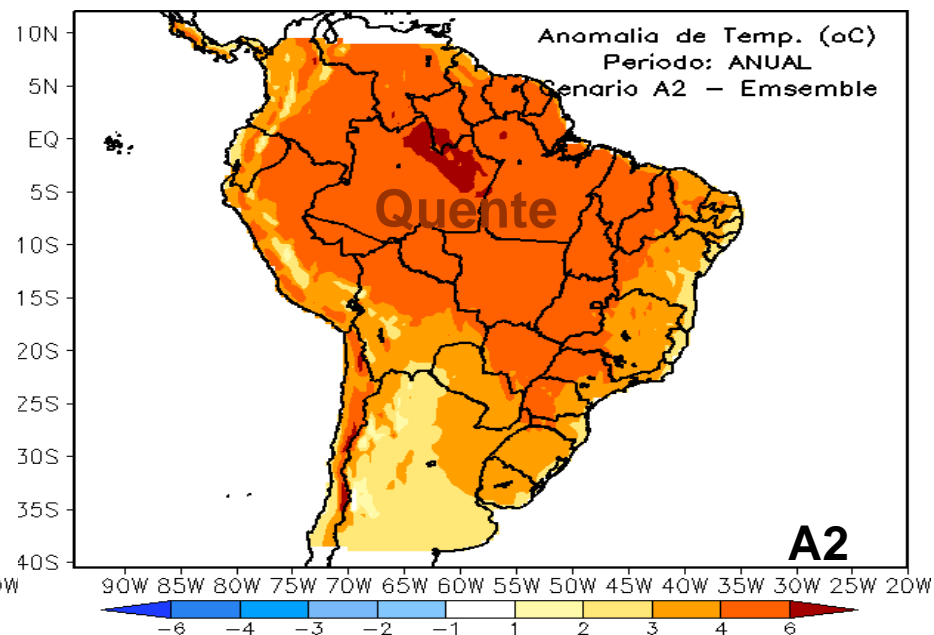 Anomalia de Temp. (oC)
Periodo: ANUAL
Cenario A2 – Emsemble
10N
5N
EQ
5S
10S
15S
20S
25S
30S
35S
40S
Quente
A2
0W 90W 85W 80W 75W 70W 65W 60W 55W 50W 45W 40W 35W 30W 25W 20W
-6 -4 -3 -2 -1 1 2 3 4 6